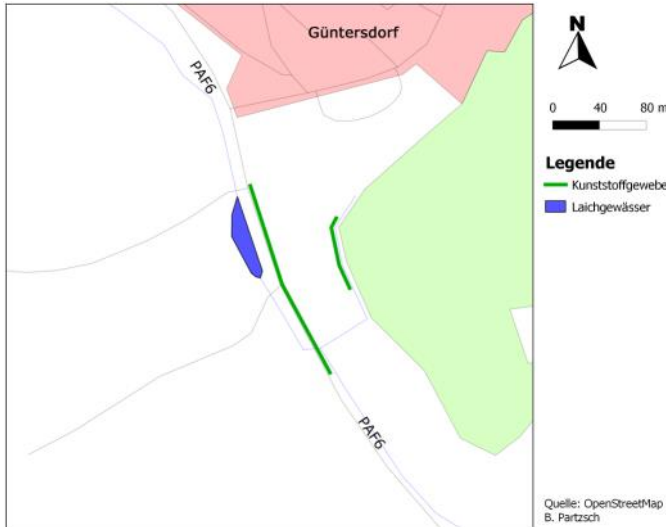 Güntersdorf
PAF6
PAF6
N
0 40 80 m
Legende
Kunststoffgewebe
Laichgewässer
Quelle: OpenStreetMap
B. Partzsch